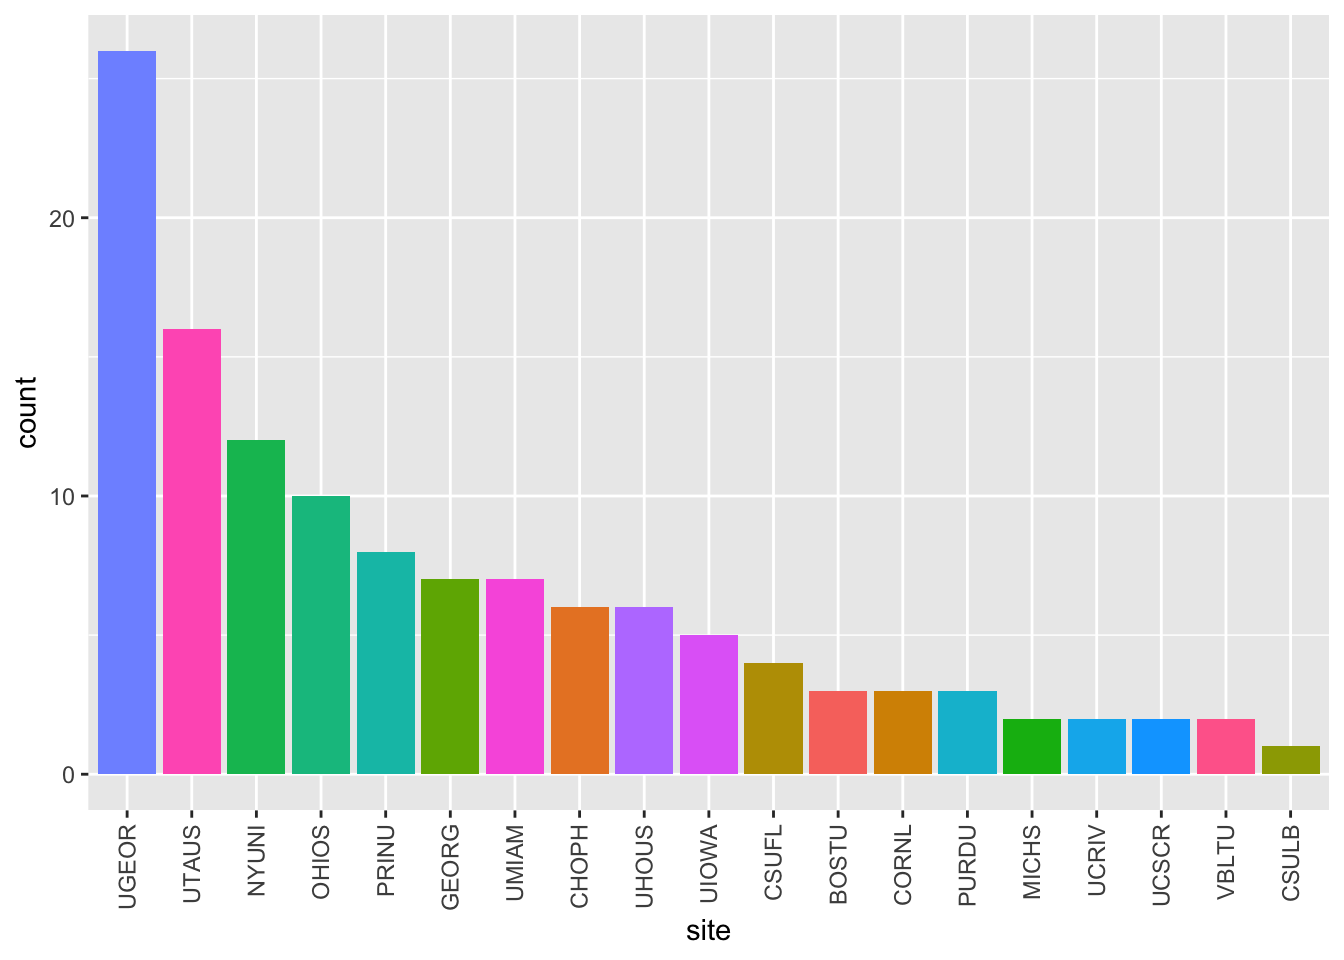 20
10
0
count
UGEOR
UTAUS
NYUNI
OHIOS
PRINU
GEORG
UMIAM
CHOPH
UHOUS
UIOWA
CSUFL
BOSTU
CORNL
PURDU
MICHS
UCRIV
UCSCR
VBLTU
CSULB
site